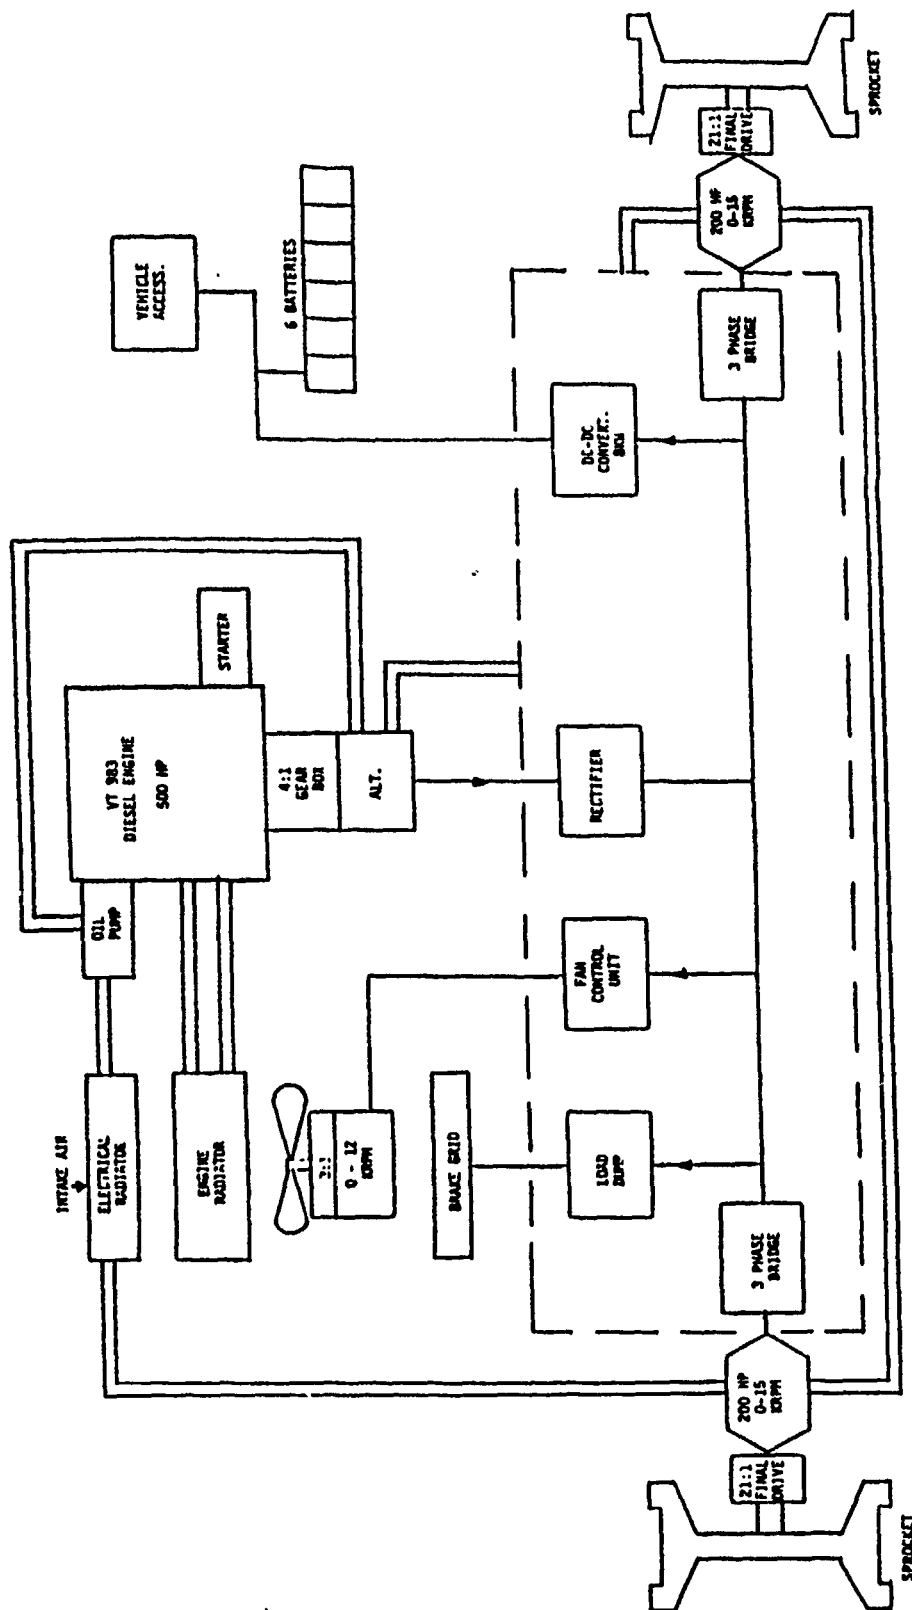 INTAKE AIR
ELECTRICAL
RADIATOR
OIL
PUMP
ENGINE
RADIATOR
VT 983
DIESEL ENGINE
500 HP
STARTER
VEHICLE
ACCESS.
6 BATTERIES
4:1
GEAR
BOX
ALT.
0 - 12
KRPM
BRAKE GRID
LOAD
DUMP
FAN
CONTROL
UNIT
RECTIFIER
DC-DC
CONVERT.
8KW
3 PHASE
BRIDGE
3 PHASE
BRIDGE
21:1
FINAL
DRIVE
200 HP
0-15
KRPM
200 HP
0-15
KRPM
21:1
FINAL
DRIVE
SPROCKET
SPROCKET